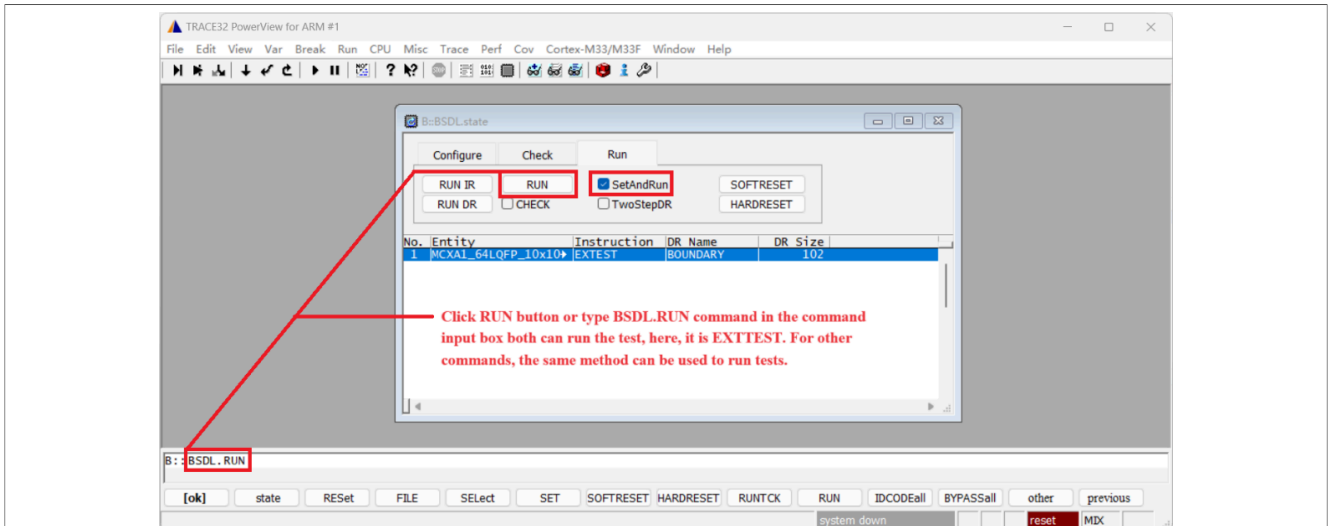 TRACE32 PowerView for ARM #1
File Edit View Var Break Run CPU Misc Trace Perf Cov Cortex-M33/M33F Window Help
B::BSDL.state
Configure Check Run
RUN IR RUN SetAndRun SOFTRESET
RUN DR CHECK TwoStepDR HARDRESET
No. Entity Instruction DR Name DR Size
1 MCXA1_64LQFP_10x10 EXTEST BOUNDARY 102
Click RUN button or type BSDL.RUN command in the command
input box both can run the test, here, it is EXTTEST. For other
commands, the same method can be used to run tests.
B::BSDL.RUN
[ok] state RESet FILE SELect SET SOFTRESET HARDRESET RUNTCK RUN IDCODEall BYPASSall other previous
system down reset MIX